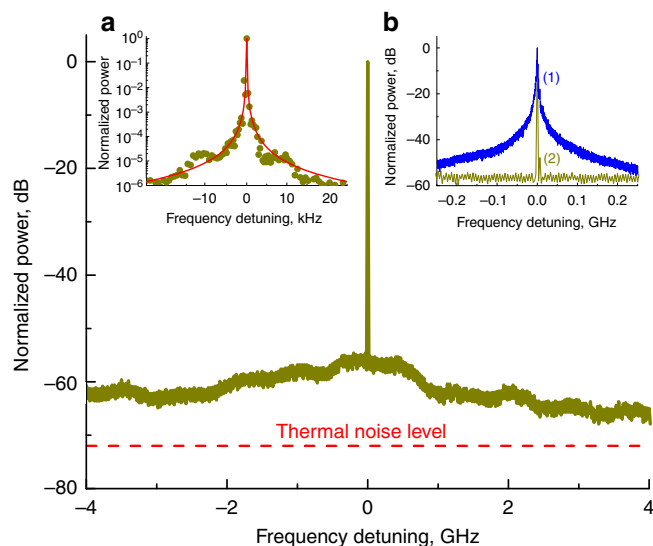 a
10⁰
10⁻¹
10⁻²
10⁻³
10⁻⁴
10⁻⁵
10⁻⁶
Normalized power
−10 0 10 20
Frequency detuning, kHz
b
0
−20
−40
−60
Normalized power, dB
(1)
(2)
−0.2 −0.1 0.0 0.1 0.2
Frequency detuning, GHz
0
−20
−40
−60
−80
Normalized power, dB
Thermal noise level
−4 −2 0 2 4
Frequency detuning, GHz